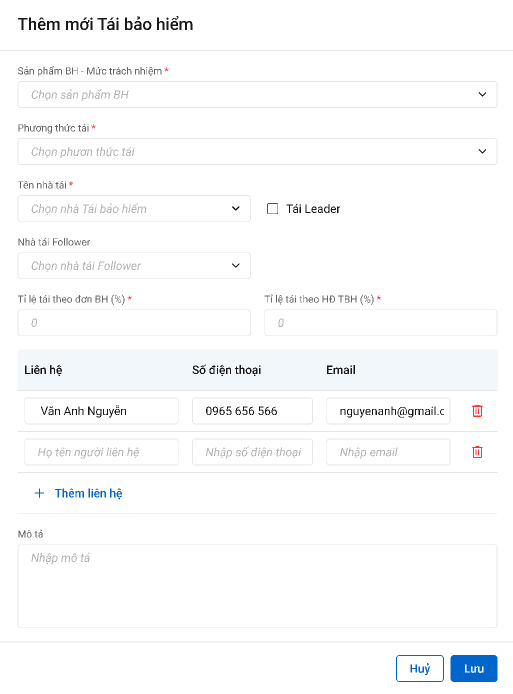 Thêm mới Tái bảo hiểm
Sản phẩm BH - Mức trách nhiệm *
Chọn sản phẩm BH
Phương thức tái *
Chọn phươn thức tái
Tên nhà tái *
Chọn nhà Tái bảo hiểm
Tái Leader
Nhà tái Follower
Chọn nhà tái Follower
Tỉ lệ tái theo đơn BH (%) * Tỉ lệ tái theo HĐ TBH (%) *
0 0
Liên hệ Số điện thoại Email
Văn Anh Nguyễn 0965 656 566 nguyenanh@gmail.c
Họ tên người liên hệ Nhập số điện thoại Nhập email
+ Thêm liên hệ
Mô tả
Nhập mô tả
Huỷ Lưu